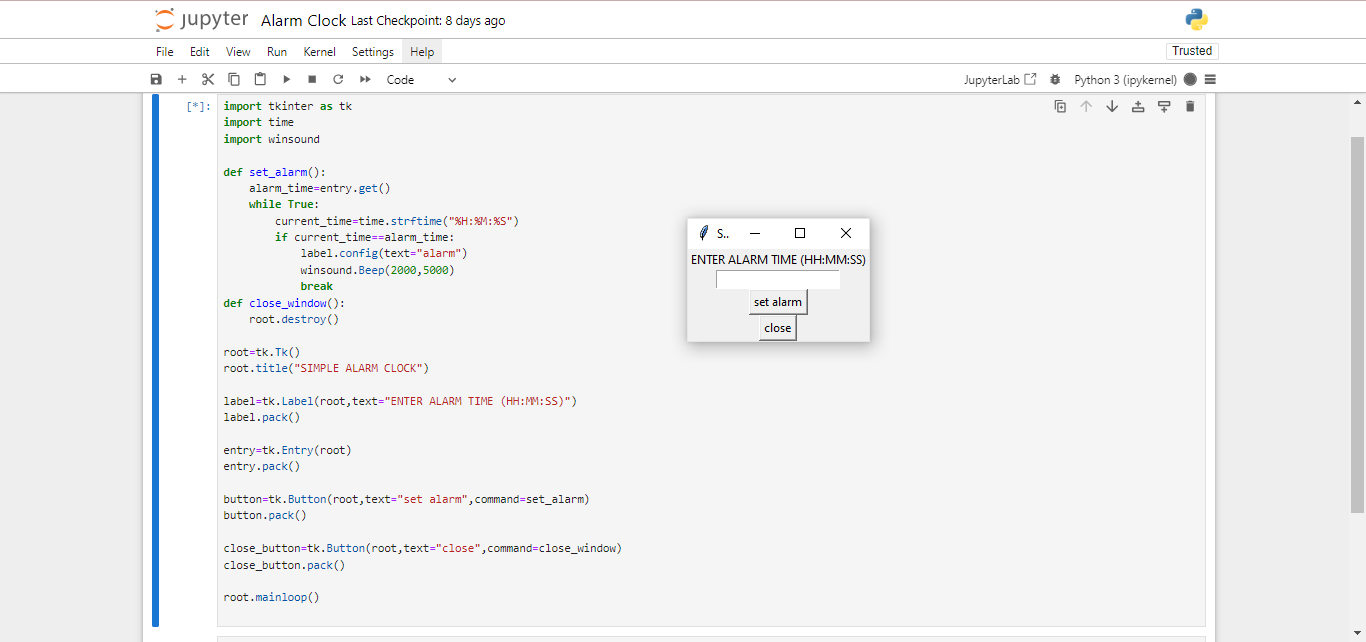 jupyter Alarm Clock Last Checkpoint: 8 days ago
File Edit View Run Kernel Settings Help
Trusted
Code
JupyterLab
Python 3 (ipykernel)
[*]:
import tkinter as tk
import time
import winsound
def set_alarm():
    alarm_time=entry.get()
    while True:
        current_time=time.strftime("%H:%M:%S")
        if current_time==alarm_time:
            label.config(text="alarm")
            winsound.Beep(2000,5000)
            break
def close_window():
    root.destroy()
root=tk.Tk()
root.title("SIMPLE ALARM CLOCK")
label=tk.Label(root,text="ENTER ALARM TIME (HH:MM:SS)")
label.pack()
entry=tk.Entry(root)
entry.pack()
button=tk.Button(root,text="set alarm",command=set_alarm)
button.pack()
close_button=tk.Button(root,text="close",command=close_window)
close_button.pack()
root.mainloop()
S..
ENTER ALARM TIME (HH:MM:SS)
set alarm
close